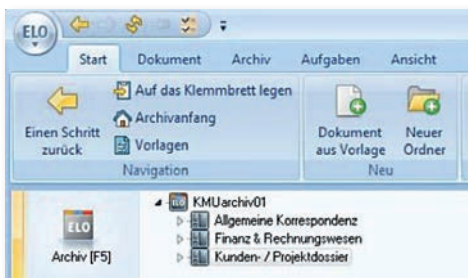 ELO
Start Dokument Archiv Aufgaben Ansicht
Einen Schritt zurück
Auf das Klemmbrett legen
Archivanfang
Vorlagen
Navigation
Dokument aus Vorlage
Neuer Ordner
Neu
ELO
Archiv [F5]
ELO KMUarchiv01
Allgemeine Korrespondenz
Finanz & Rechnungswesen
Kunden- / Projektdossier